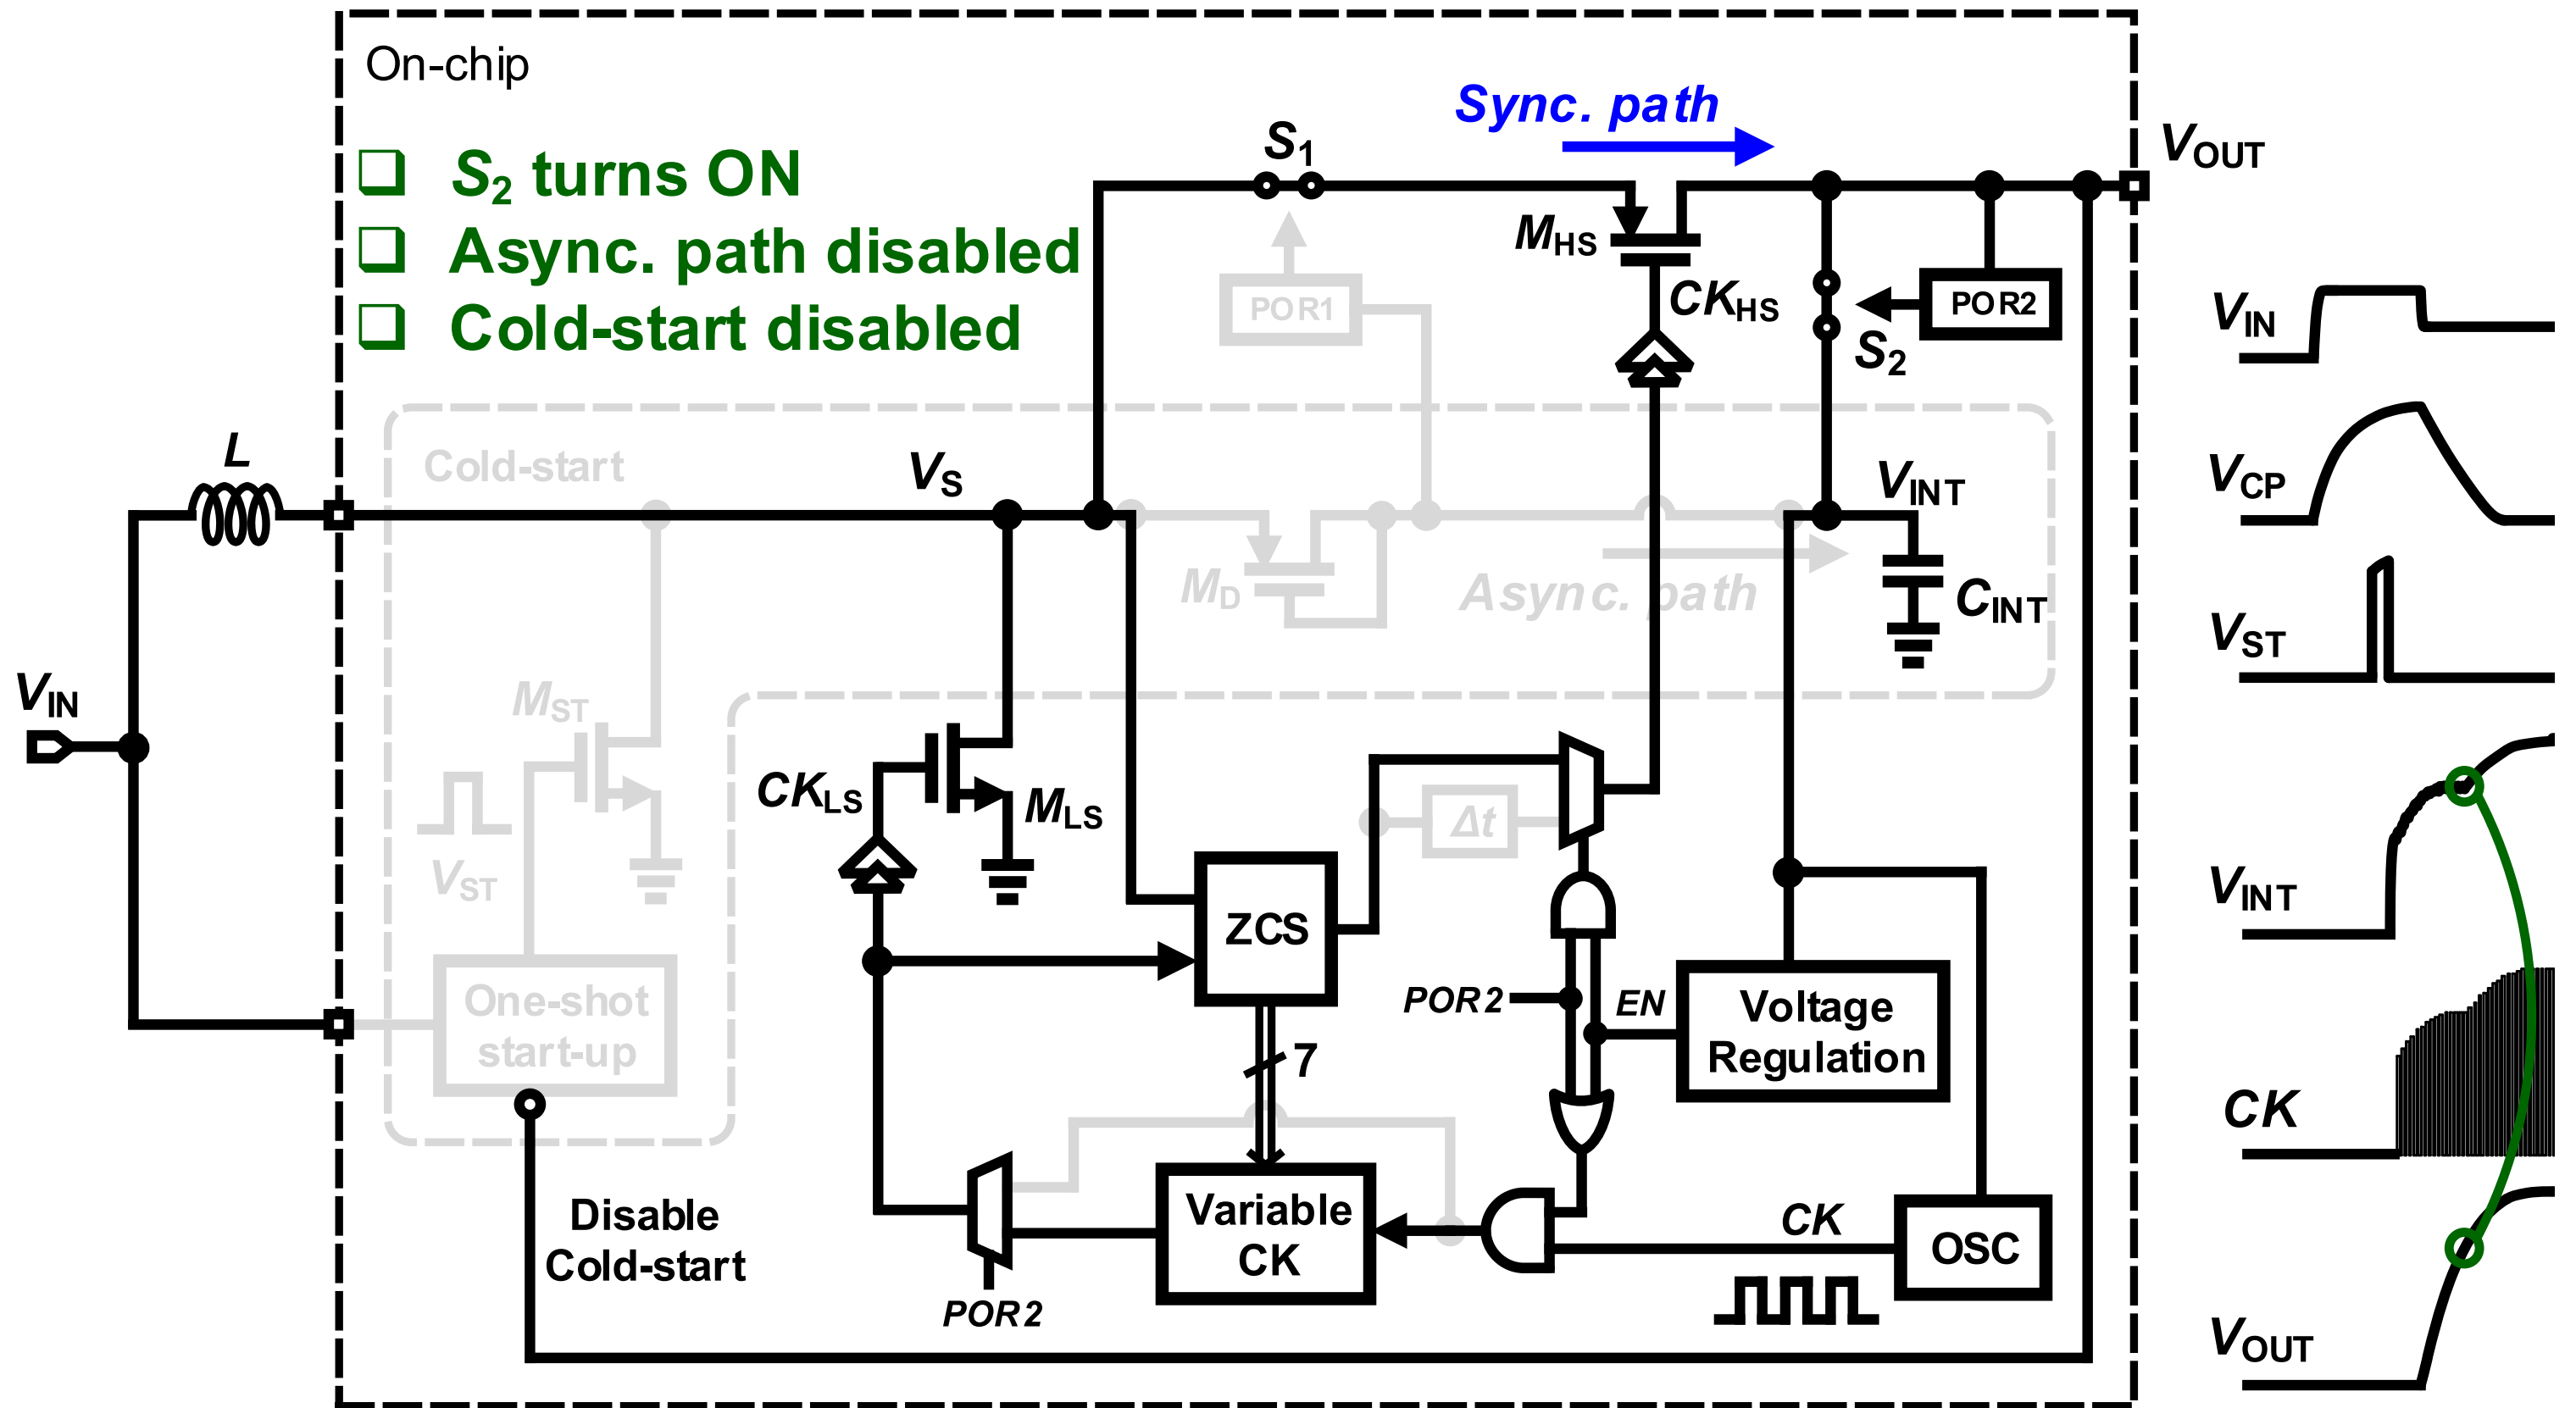 On-chip
S2 turns ON
Async. path disabled
Cold-start disabled
Sync. path
S1
VOUT
MHS
CKHS
POR1
POR2
S2
VIN
L
Cold-start
VS
VINT
VCP
MD
Async. path
CINT
VST
VIN
MST
CKLS
MLS
Δt
VST
ZCS
VINT
One-shot
start-up
POR2
EN
Voltage
Regulation
7
CK
Disable
Cold-start
Variable
CK
CK
OSC
POR2
VOUT